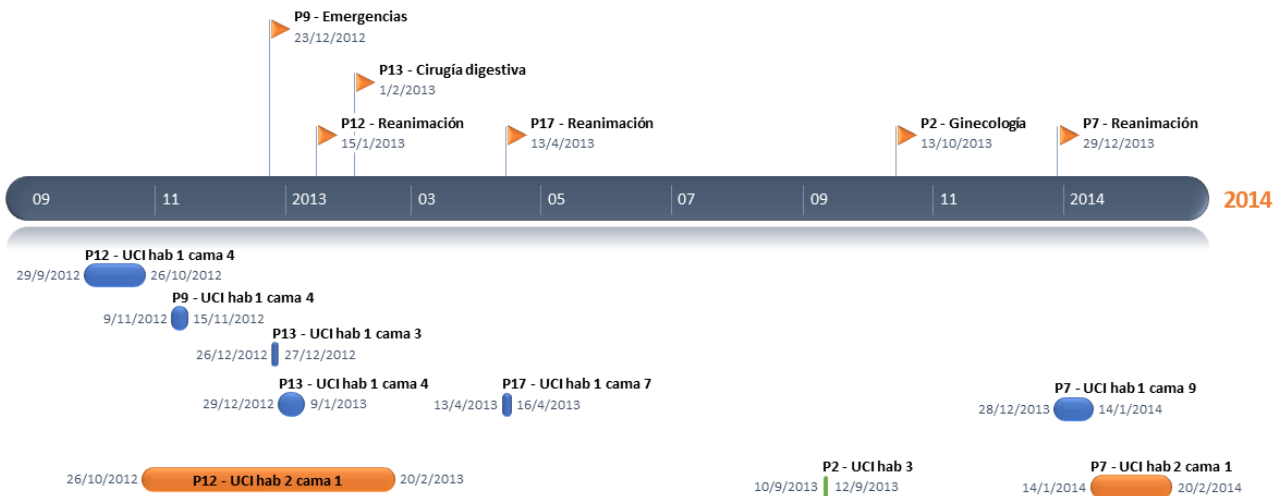 P9 - Emergencias
23/12/2012
P13 - Cirugía digestiva
1/2/2013
P12 - Reanimación
15/1/2013
P17 - Reanimación
13/4/2013
P2 - Ginecología
13/10/2013
P7 - Reanimación
29/12/2013
09 11 2013 03 05 07 09 11 2014 2014
P12 - UCI hab 1 cama 4
29/9/2012 26/10/2012
P9 - UCI hab 1 cama 4
9/11/2012 15/11/2012
P13 - UCI hab 1 cama 3
26/12/2012 27/12/2012
P13 - UCI hab 1 cama 4
29/12/2012 9/1/2013
P17 - UCI hab 1 cama 7
13/4/2013 16/4/2013
P7 - UCI hab 1 cama 9
28/12/2013 14/1/2014
26/10/2012 P12 - UCI hab 2 cama 1 20/2/2013
P2 - UCI hab 3
10/9/2013 12/9/2013
P7 - UCI hab 2 cama 1
14/1/2014 20/2/2014